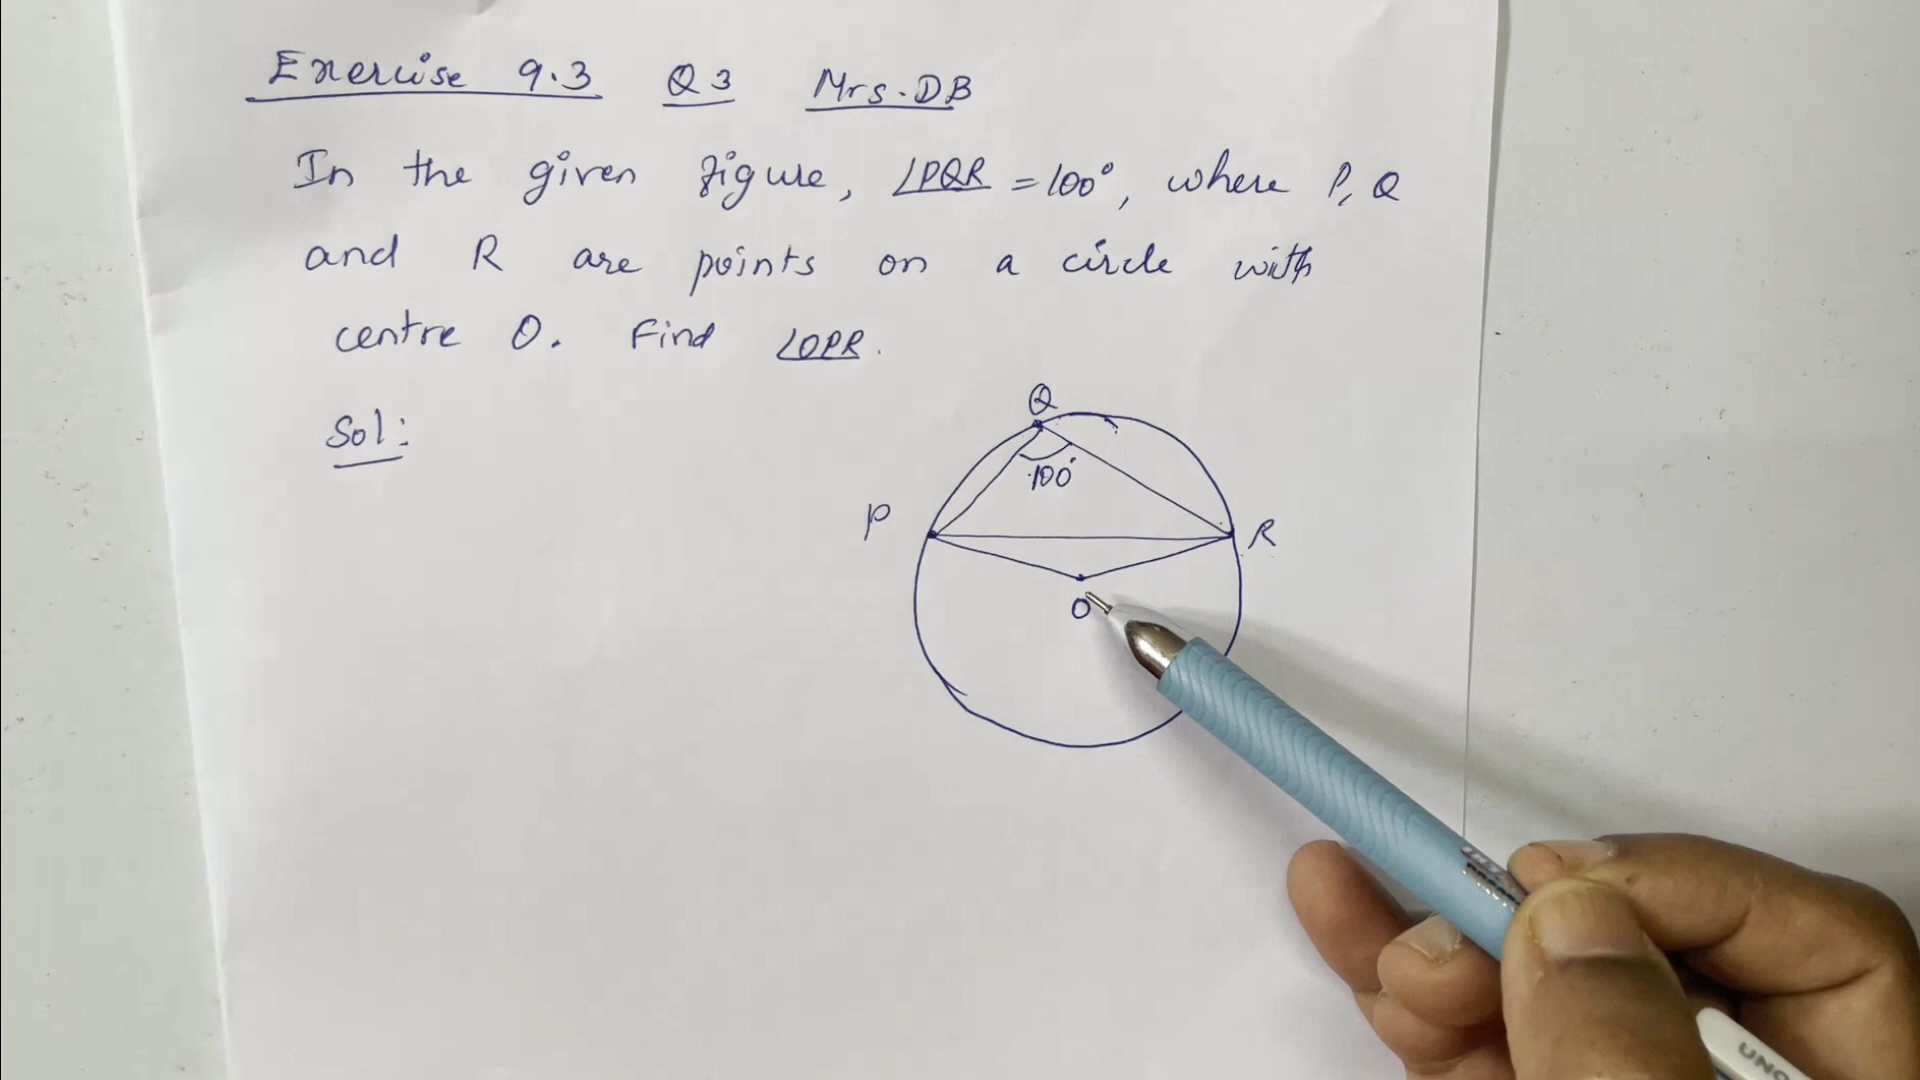 Exercise 9.3 Q3 Mrs.DB
In the given figure, ∠PQR = 100°, where P, Q
and R are points on a circle with
centre O. Find ∠OPR.
Sol:
Q
100°
P
R
O
UNO